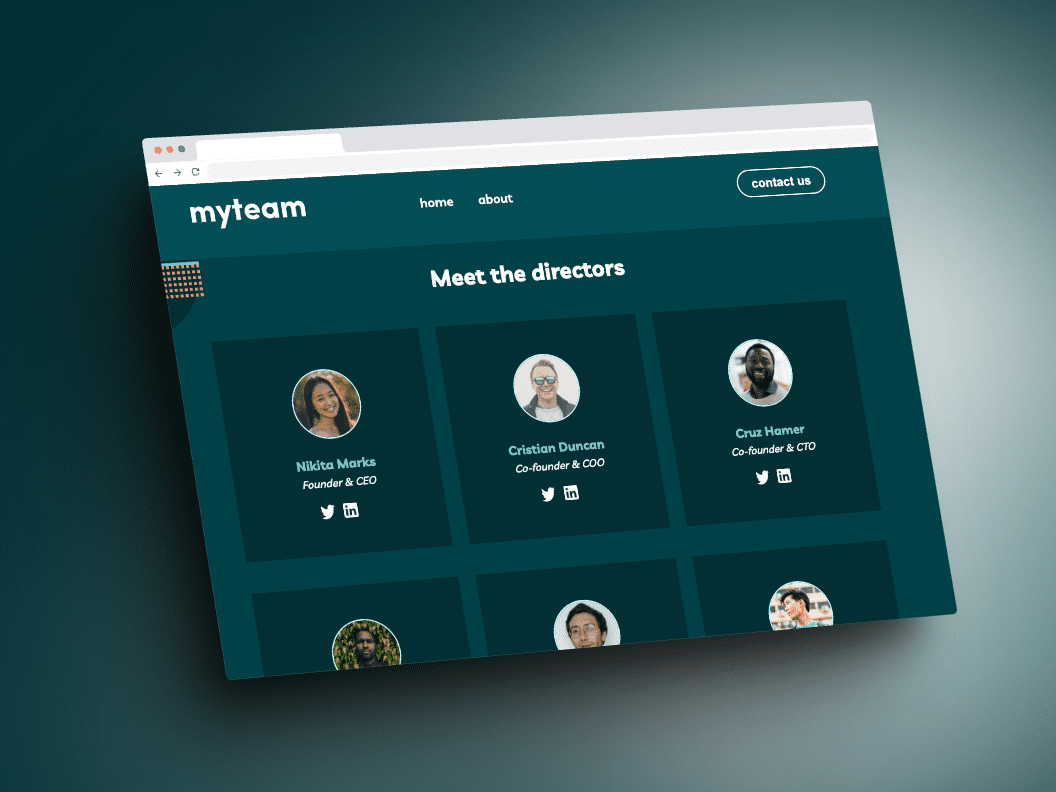 myteam
home
about
contact us
Meet the directors
Nikita Marks
Founder & CEO
Cristian Duncan
Co-founder & COO
Cruz Hamer
Co-founder & CTO